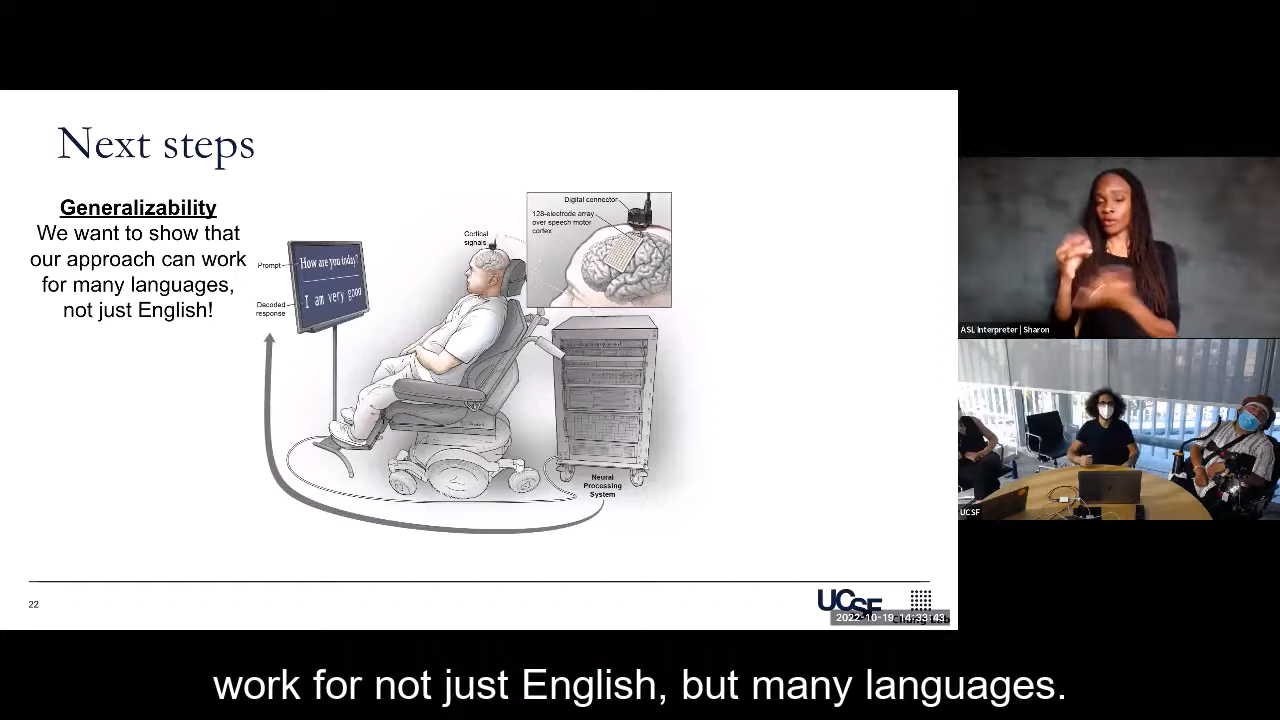 Next steps
Generalizability
We want to show that
our approach can work
for many languages,
not just English!
Prompt
How are you today?
Decoded
response
I am very good
Cortical
signals
Digital connector
128-electrode array
over speech motor
cortex
Neural
Processing
System
22
UCSF
2022-10-19 14:33:43
ASL Interpreter | Sharon
UCSF
work for not just English, but many languages.